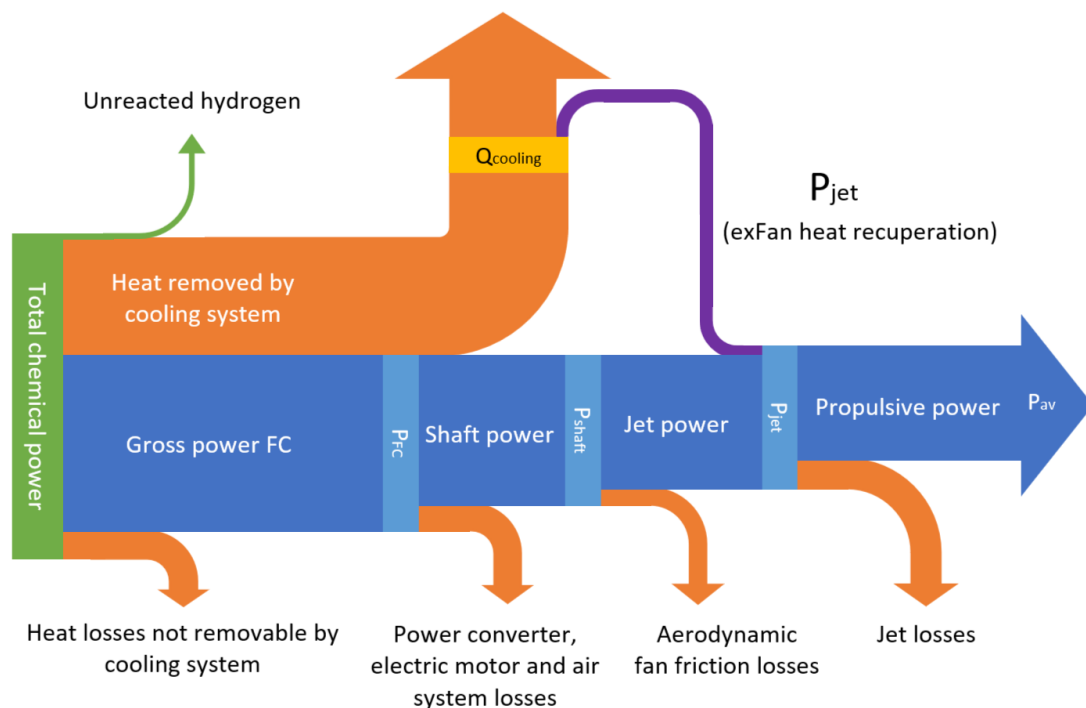 Unreacted hydrogen
Qcooling
Pjet
(exFan heat recuperation)
Heat removed by
cooling system
Total chemical power
Gross power FC
PFC
Shaft power
Pshaft
Jet power
Pjet
Propulsive power
Pav
Heat losses not removable by
cooling system
Power converter,
electric motor and air
system losses
Aerodynamic
fan friction losses
Jet losses